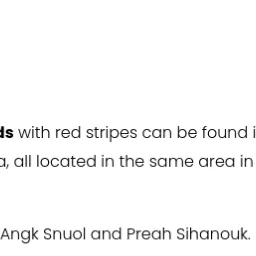 ds with red stripes can be found i
a, all located in the same area in
Angk Snuol and Preah Sihanouk.